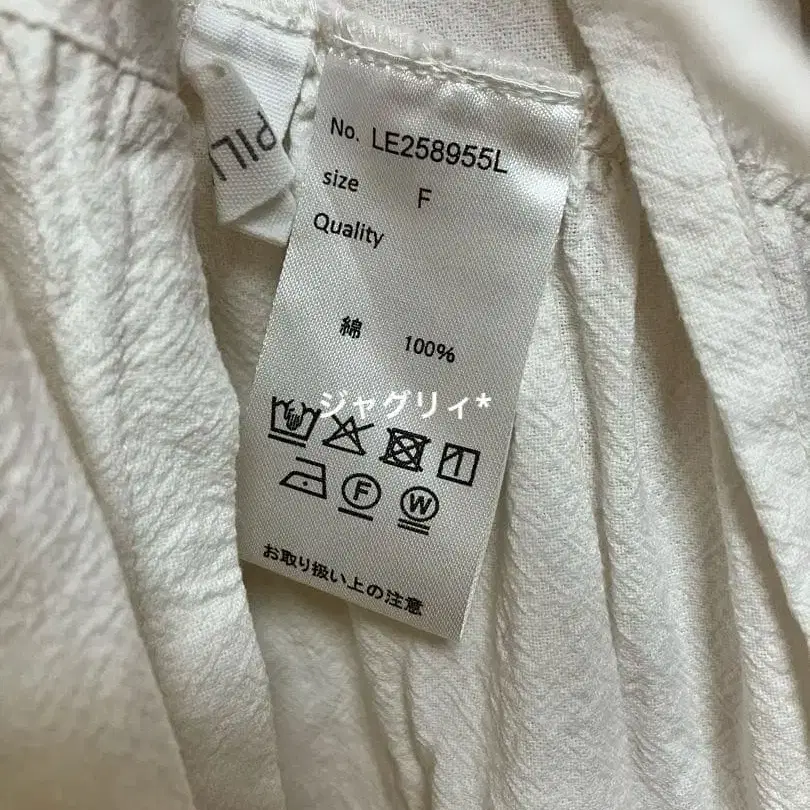 PIL
No. LE258955L
size F
Quality
綿 100%
ジャグリィ*
F W
お取り扱い上の注意